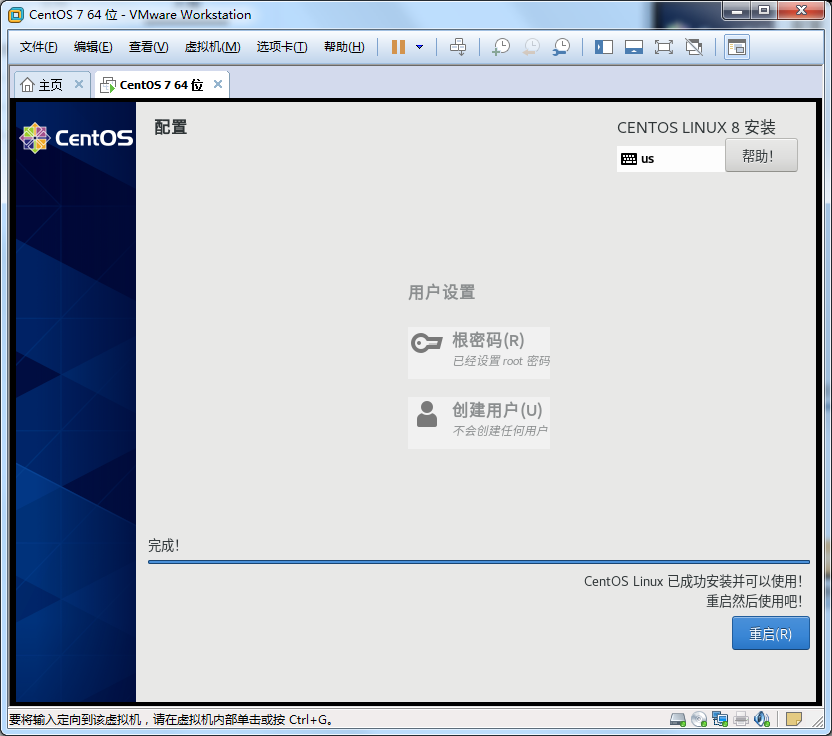 CentOS 7 64 位 - VMware Workstation
文件(F) 编辑(E) 查看(V) 虚拟机(M) 选项卡(T) 帮助(H)
主页 CentOS 7 64 位
CentOS
配置
CENTOS LINUX 8 安装
us
帮助！
用户设置
根密码(R)
已经设置 root 密码
创建用户(U)
不会创建任何用户
完成！
CentOS Linux 已成功安装并可以使用！
重启然后使用吧！
重启(R)
要将输入定向到该虚拟机，请在虚拟机内部单击或按 Ctrl+G。